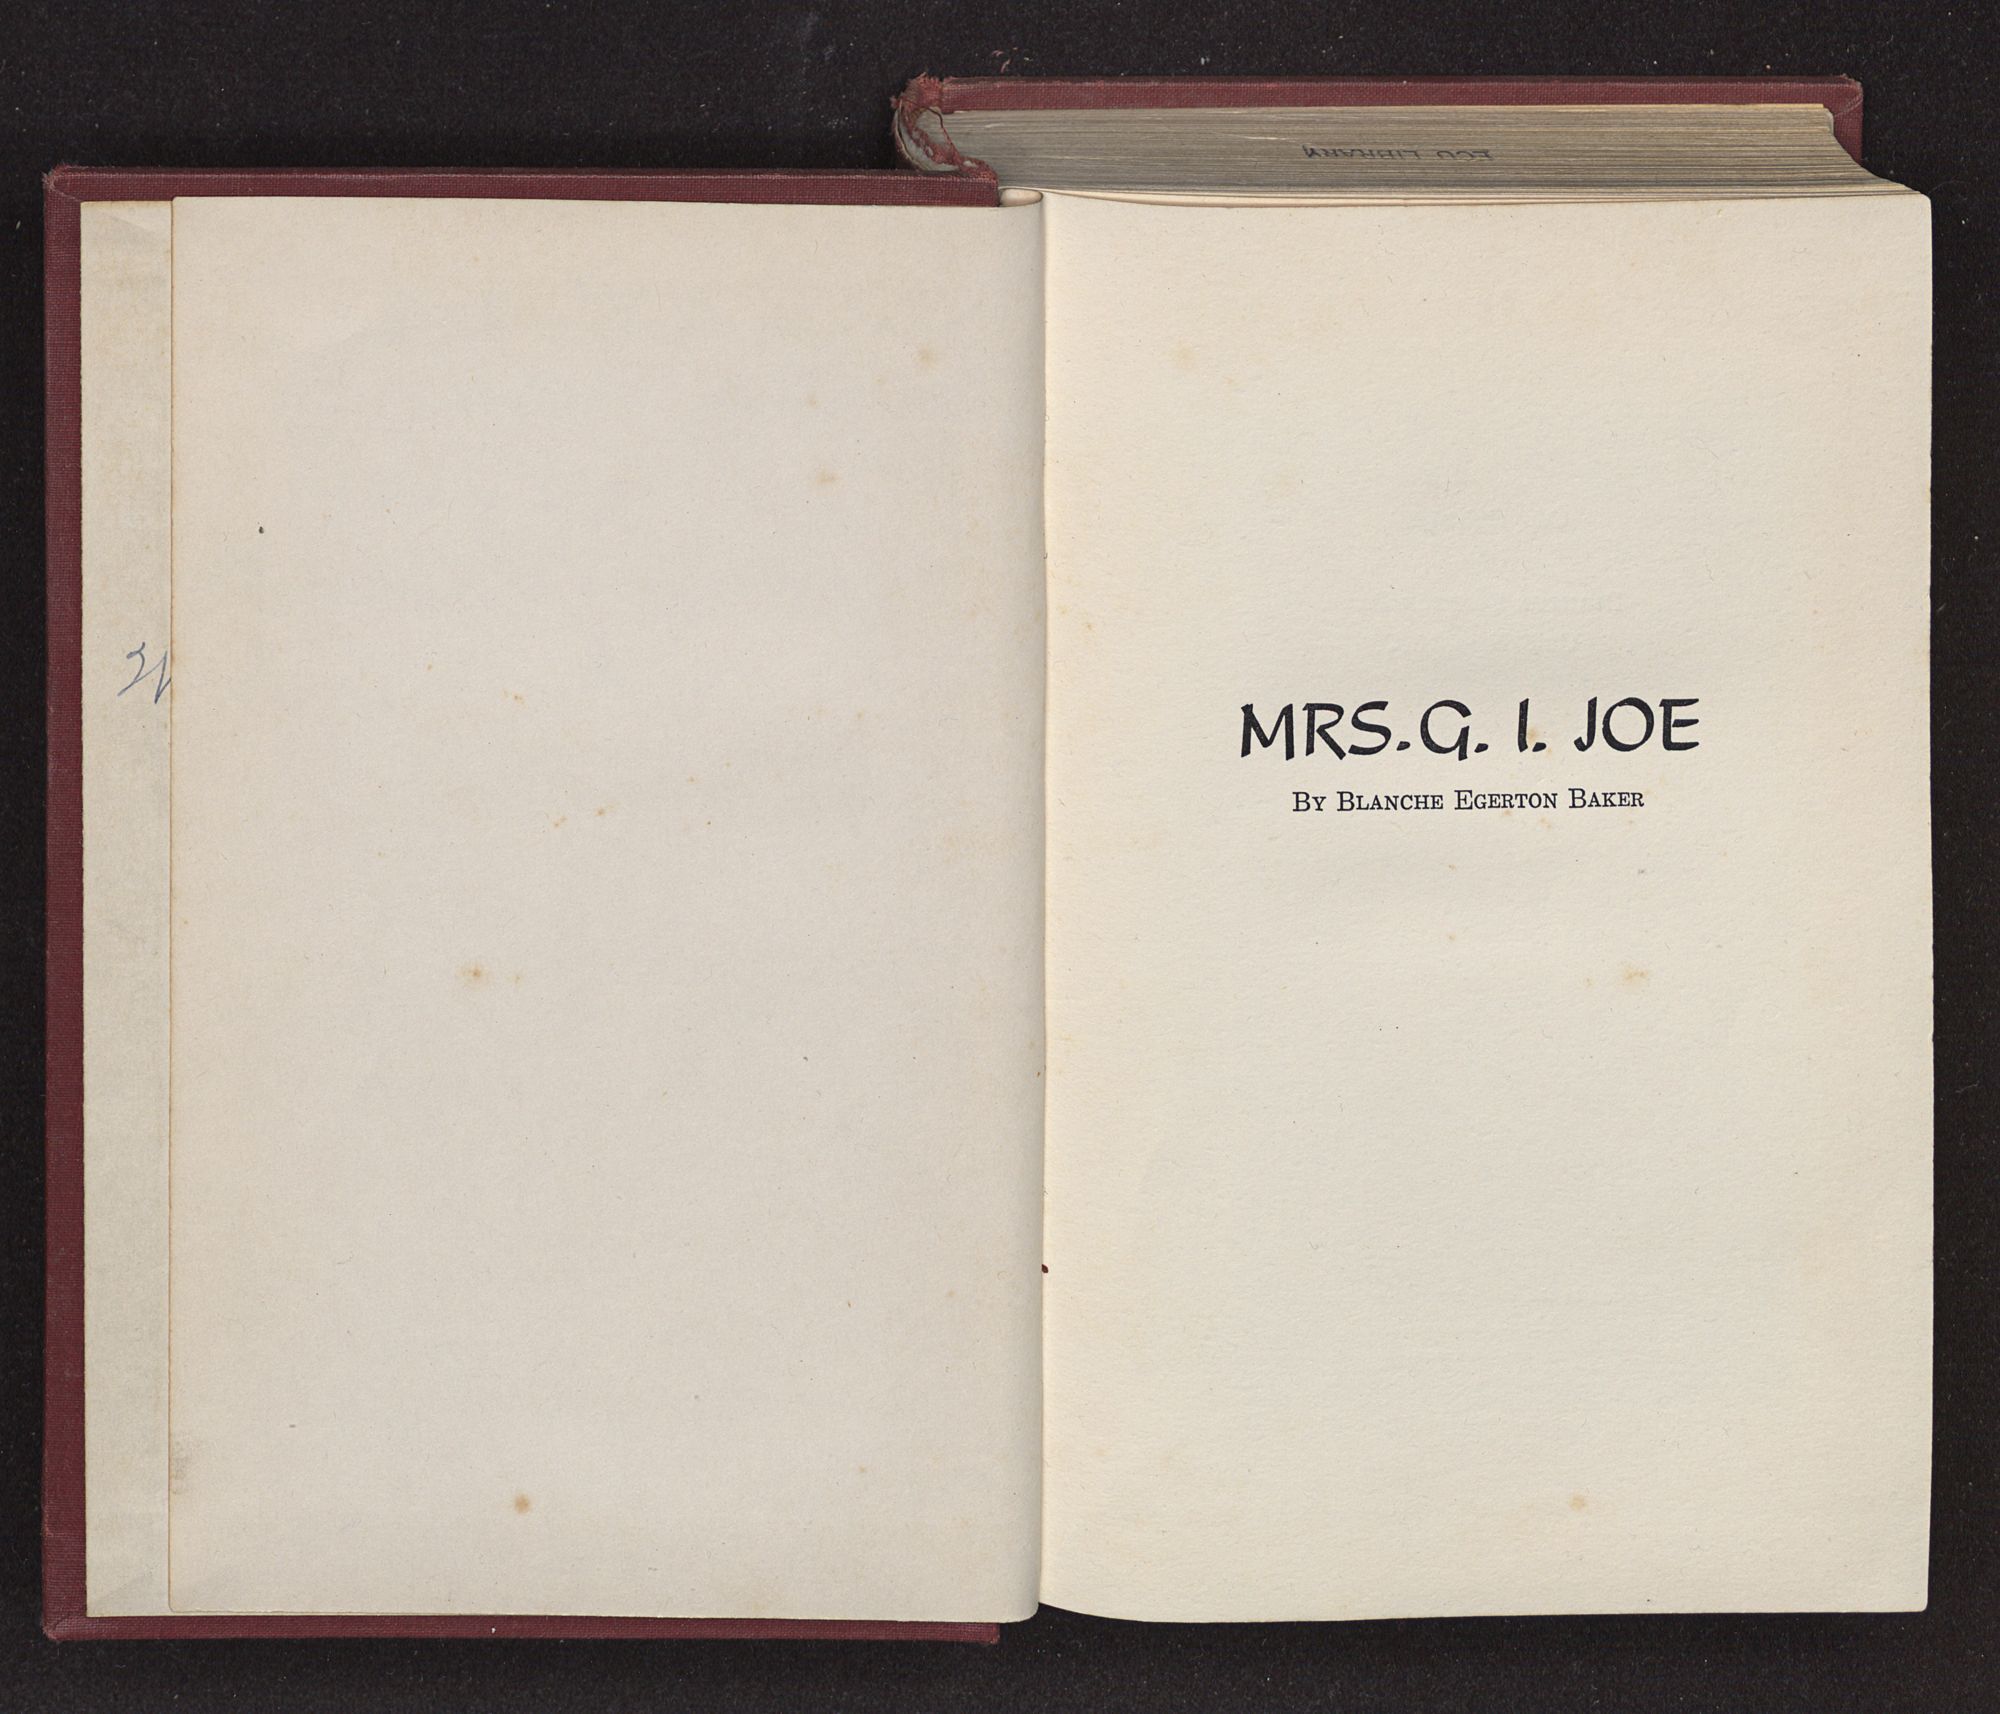 ECU LIBRARY
MRS. G. I. JOE
BY BLANCHE EGERTON BAKER